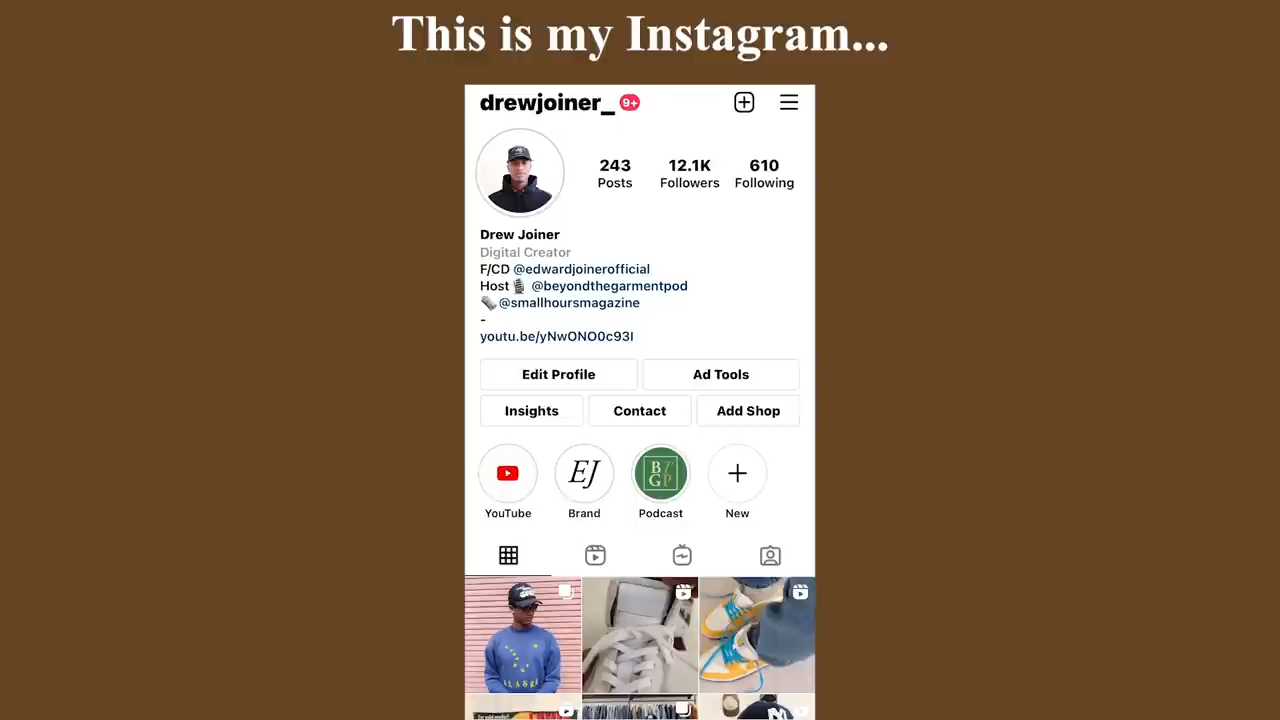 This is my Instagram...
drewjoiner_ 9+
243 12.1K 610
Posts Followers Following
Drew Joiner
Digital Creator
F/CD @edwardjoinerofficial
Host @beyondthegarmentpod
@smallhoursmagazine
-
youtu.be/yNwONO0c93I
Edit Profile Ad Tools
Insights Contact Add Shop
EJ B T G P
YouTube Brand Podcast New
ALASKA